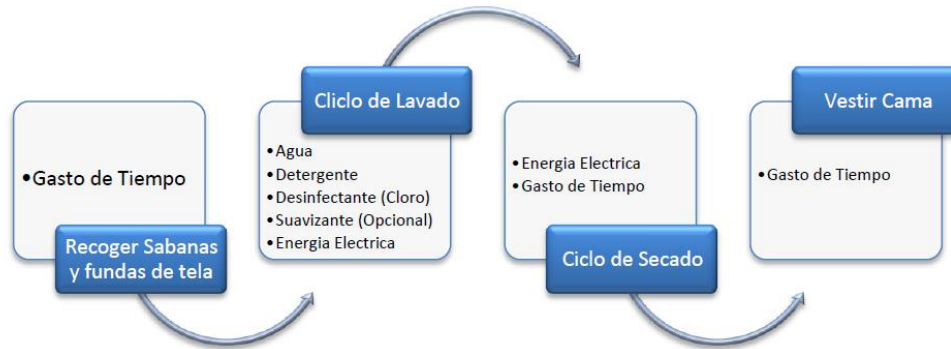 •Gasto de Tiempo
Recoger Sabanas
y fundas de tela
Cliclo de Lavado
•Agua
•Detergente
•Desinfectante (Cloro)
•Suavizante (Opcional)
•Energia Electrica
•Energia Electrica
•Gasto de Tiempo
Ciclo de Secado
Vestir Cama
•Gasto de Tiempo